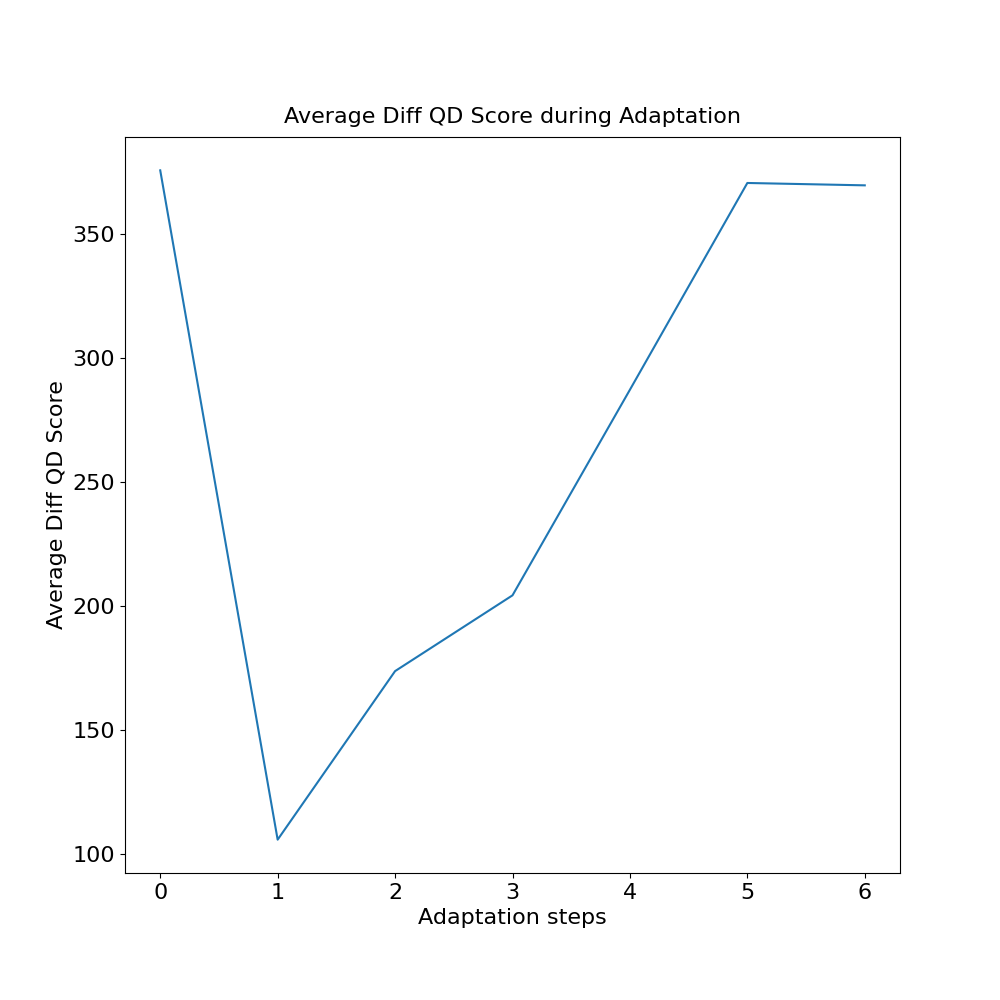 Average Diff QD Score during Adaptation
Average Diff QD Score
350
300
250
200
150
100
0 1 2 3 4 5 6
Adaptation steps